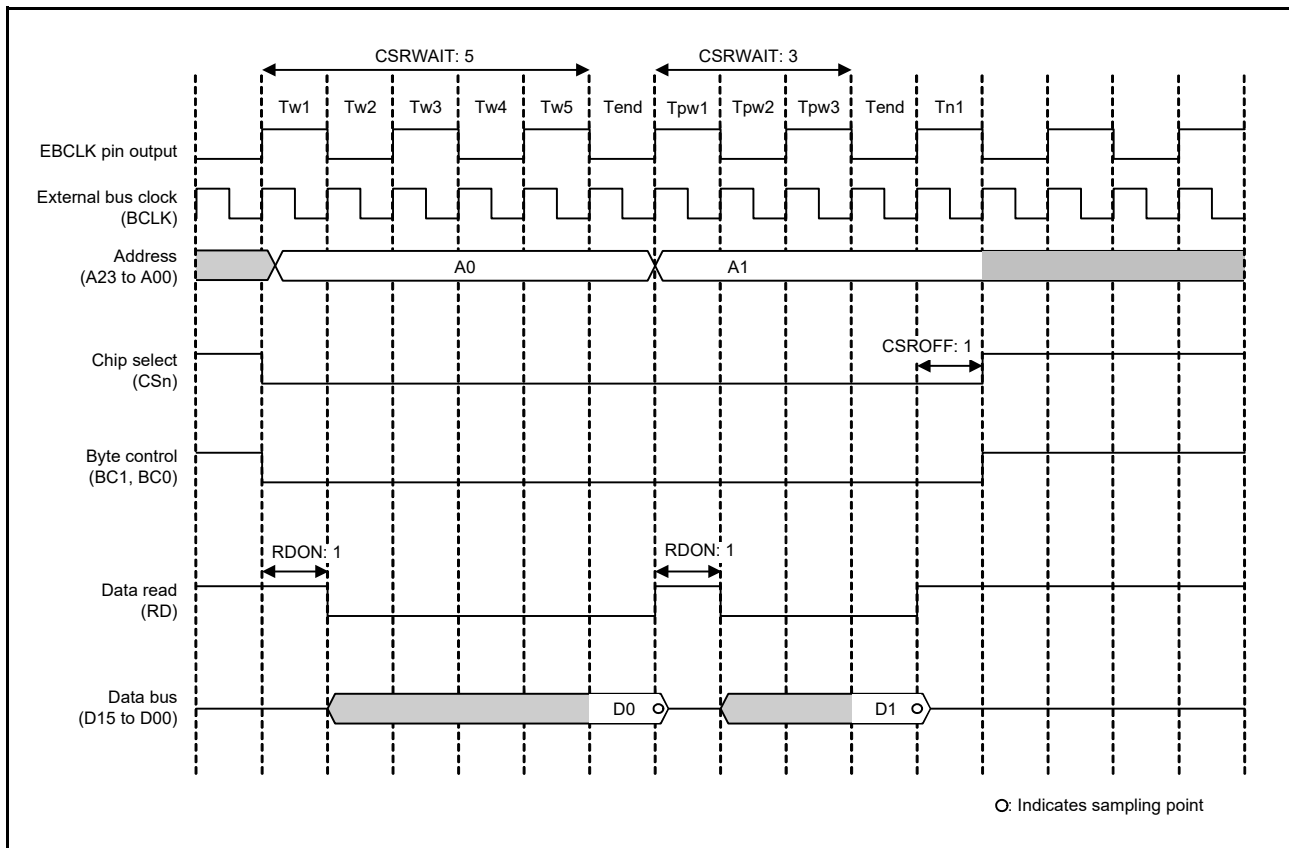 CSRWAIT: 5
CSRWAIT: 3
Tw1 Tw2 Tw3 Tw4 Tw5 Tend Tpw1 Tpw2 Tpw3 Tend Tn1
EBCLK pin output
External bus clock
(BCLK)
Address
(A23 to A00)
A0
A1
Chip select
(CSn)
CSROFF: 1
Byte control
(BC1, BC0)
RDON: 1
RDON: 1
Data read
(RD)
Data bus
(D15 to D00)
D0
D1
: Indicates sampling point